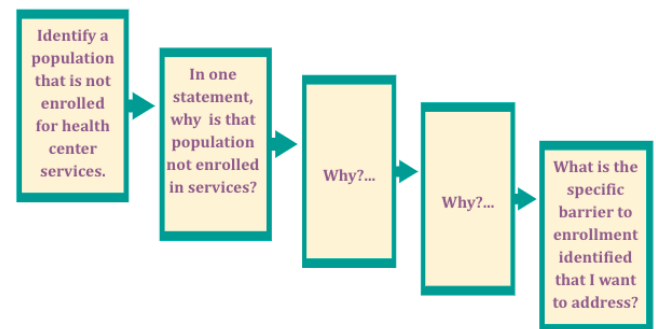 Identify a
population
that is not
enrolled
for health
center
services.
In one
statement,
why is that
population
not enrolled
in services?
Why?...
Why?...
What is the
specific
barrier to
enrollment
identified
that I want
to address?